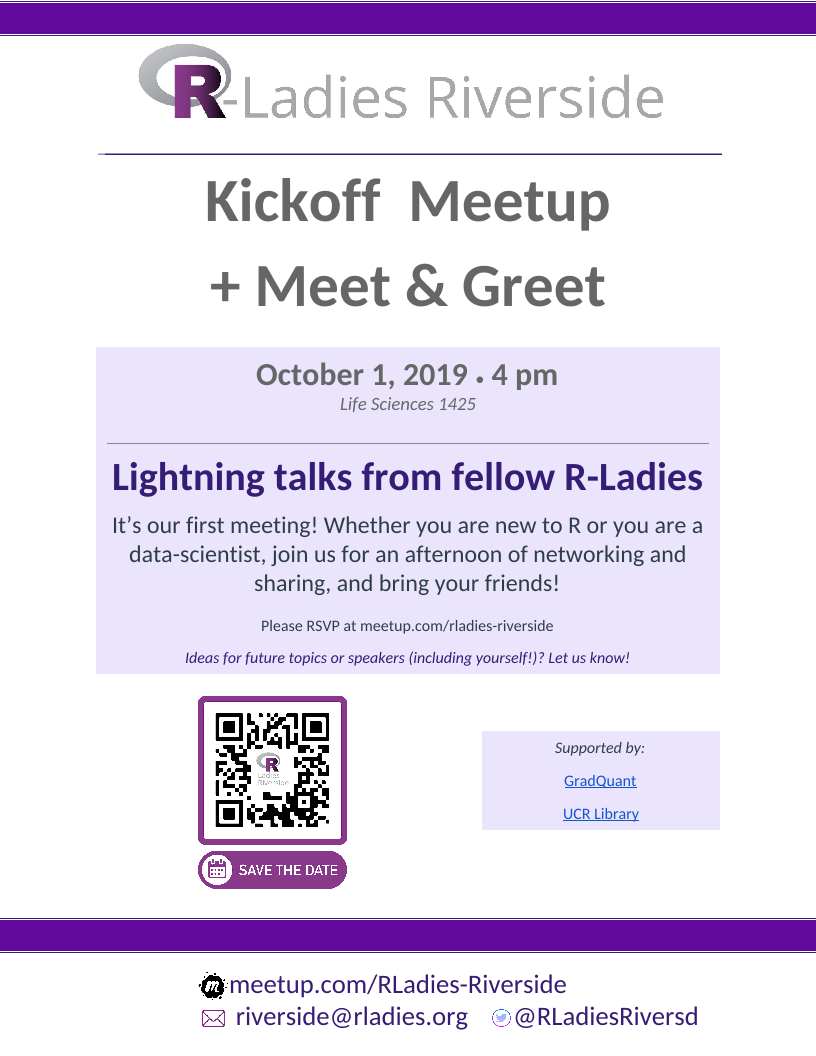 R-Ladies Riverside
Kickoff Meetup
+ Meet & Greet
October 1, 2019 • 4 pm
Life Sciences 1425
Lightning talks from fellow R-Ladies
It’s our first meeting! Whether you are new to R or you are a
data-scientist, join us for an afternoon of networking and
sharing, and bring your friends!
Please RSVP at meetup.com/rladies-riverside
Ideas for future topics or speakers (including yourself!)? Let us know!
R
Ladies
Riverside
SAVE THE DATE
Supported by:
GradQuant
UCR Library
m meetup.com/RLadies-Riverside
riverside@rladies.org @RLadiesRiversd